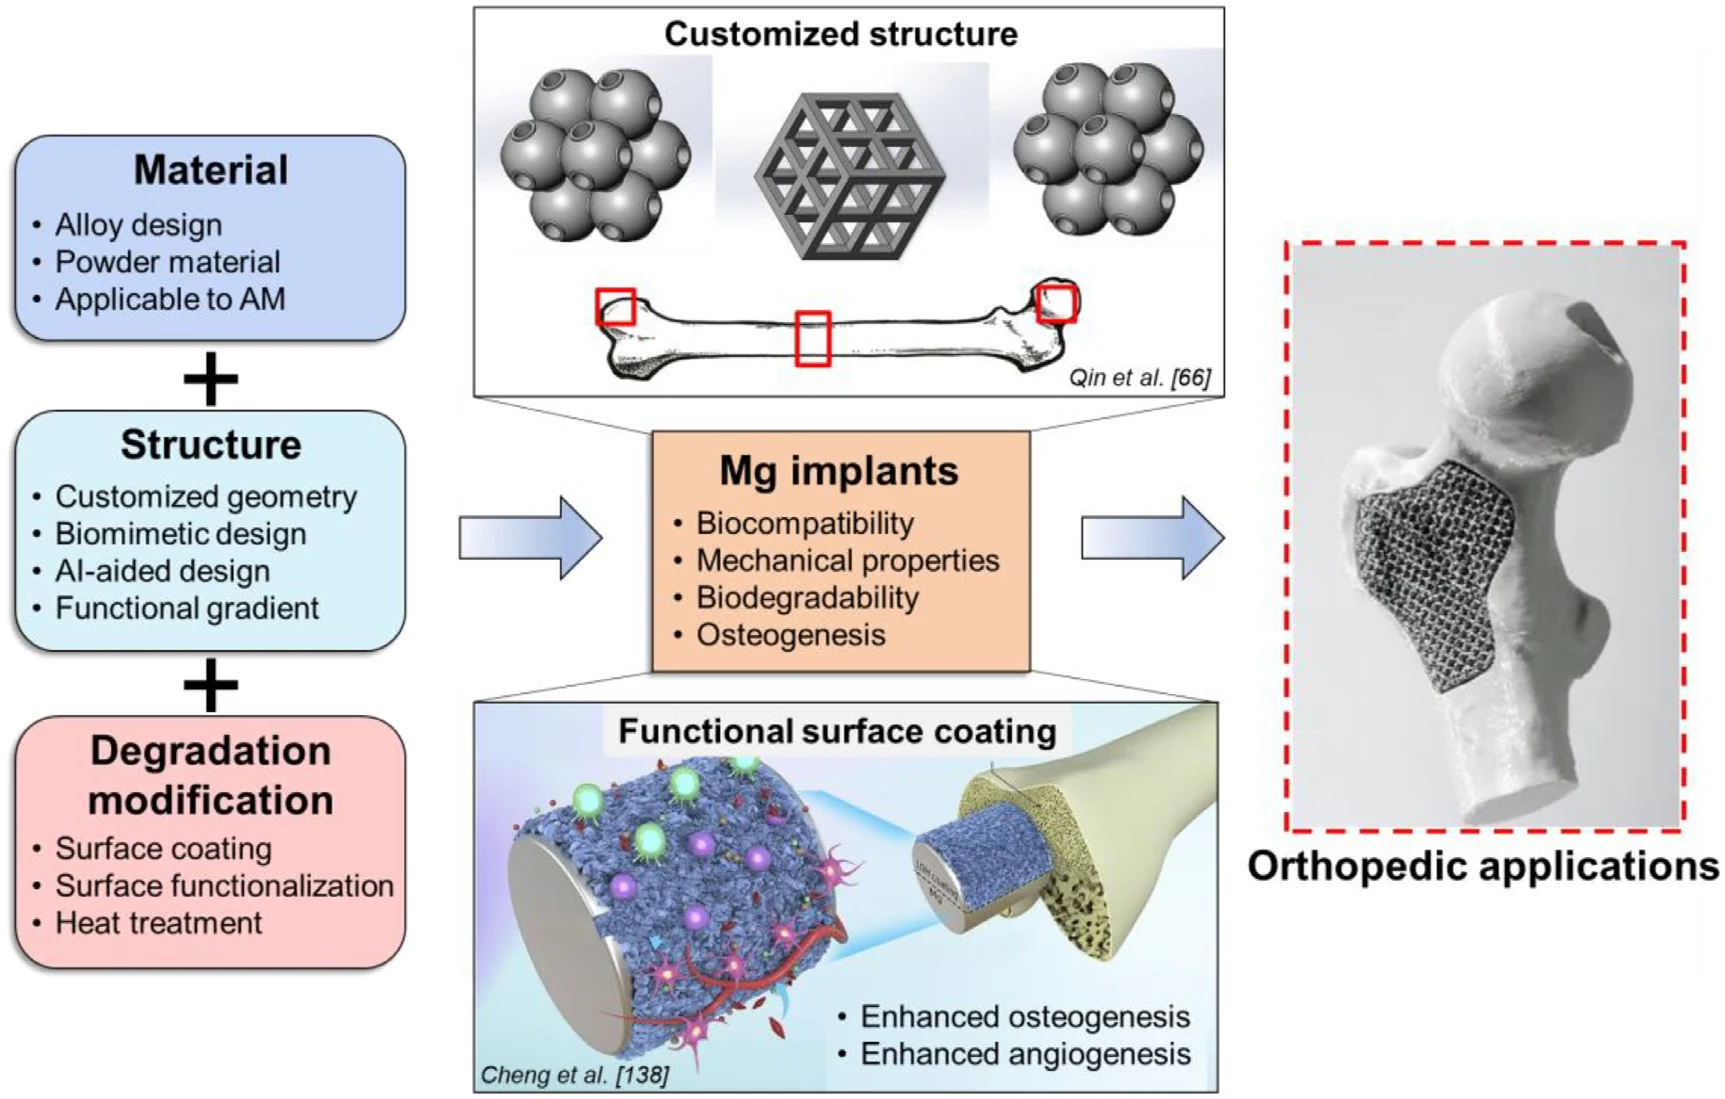 Material
• Alloy design
• Powder material
• Applicable to AM
+
Structure
• Customized geometry
• Biomimetic design
• AI-aided design
• Functional gradient
+
Degradation
modification
• Surface coating
• Surface functionalization
• Heat treatment
Customized structure
Qin et al. [66]
Mg implants
• Biocompatibility
• Mechanical properties
• Biodegradability
• Osteogenesis
Functional surface coating
LDH coating
• Enhanced osteogenesis
• Enhanced angiogenesis
Cheng et al. [138]
Orthopedic applications